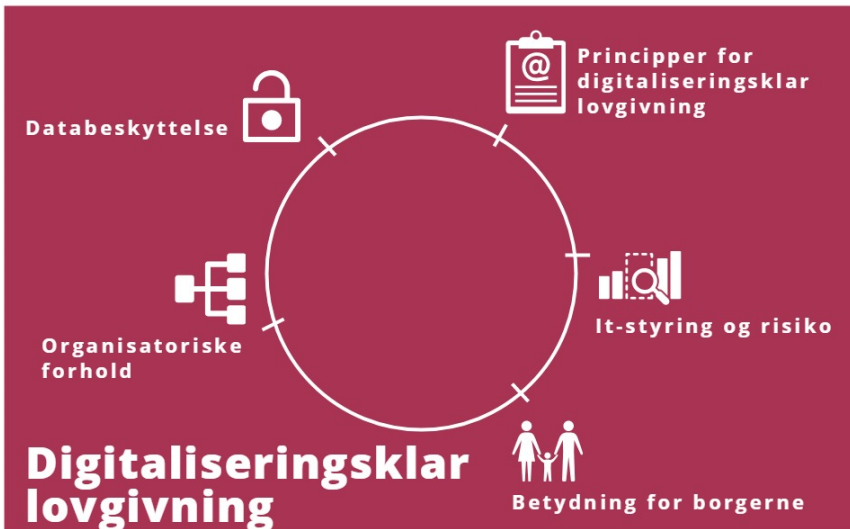 Principper for
digitaliseringsklar
lovgivning
Databeskyttelse
It-styring og risiko
Organisatoriske
forhold
Betydning for borgerne
Digitaliseringsklar
lovgivning